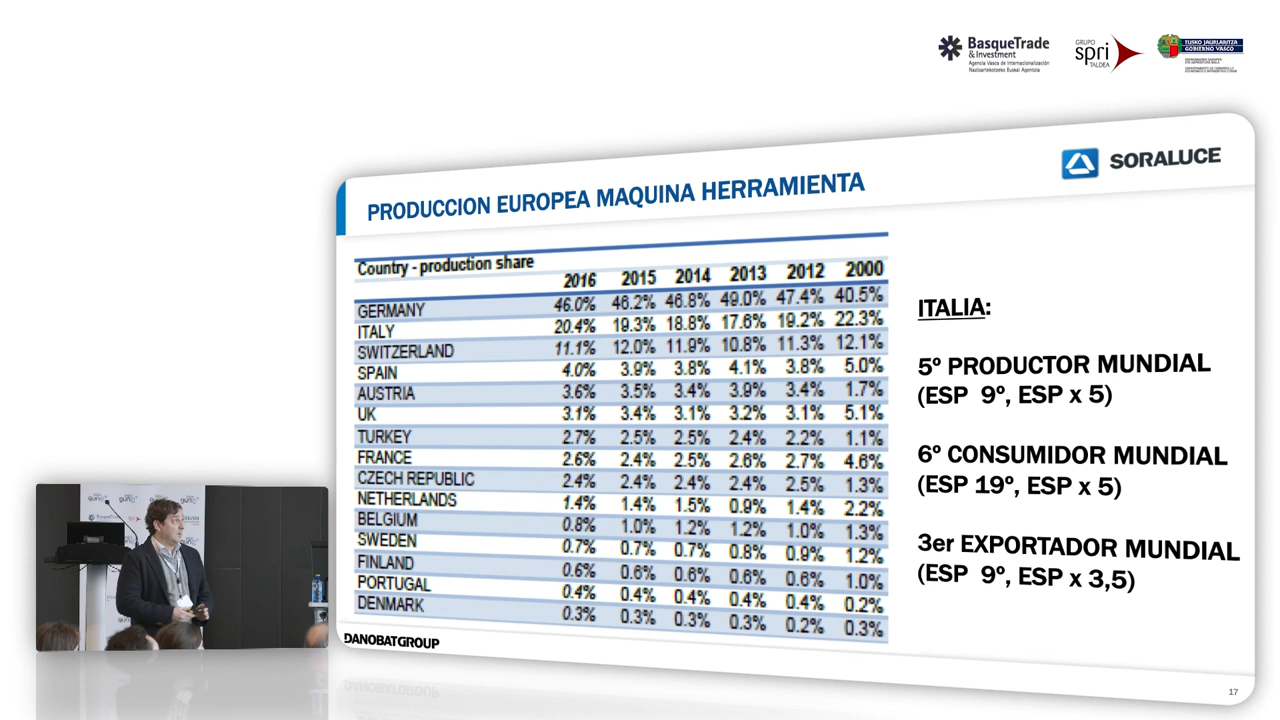 BasqueTrade
& Investment
Agencia Vasca de Internacionalización
Nazioartekotzeko Euskal Agentzia
GRUPO
spri
TALDEA
EUSKO JAURLARITZA
GOBIERNO VASCO
SORALUCE
PRODUCCION EUROPEA MAQUINA HERRAMIENTA
Country - production share
2016 2015 2014 2013 2012 2000
GERMANY 46.0% 46.2% 46.8% 49.0% 47.4% 40.5%
ITALY 20.4% 19.3% 18.8% 17.6% 19.2% 22.3%
SWITZERLAND 11.1% 12.0% 11.9% 10.8% 11.3% 12.1%
SPAIN 4.0% 3.9% 3.8% 4.1% 3.8% 5.0%
AUSTRIA 3.6% 3.5% 3.4% 3.9% 3.4% 1.7%
UK 3.1% 3.4% 3.1% 3.2% 3.1% 5.1%
TURKEY 2.7% 2.5% 2.5% 2.4% 2.2% 1.1%
FRANCE 2.6% 2.4% 2.5% 2.6% 2.7% 4.6%
CZECH REPUBLIC 2.4% 2.4% 2.4% 2.4% 2.5% 1.3%
NETHERLANDS 1.4% 1.4% 1.5% 0.9% 1.4% 2.2%
BELGIUM 0.8% 1.0% 1.2% 1.2% 1.0% 1.3%
SWEDEN 0.7% 0.7% 0.7% 0.8% 0.9% 1.2%
FINLAND 0.6% 0.6% 0.6% 0.6% 0.6% 1.0%
PORTUGAL 0.4% 0.4% 0.4% 0.4% 0.4% 0.2%
DENMARK 0.3% 0.3% 0.3% 0.3% 0.2% 0.3%
ITALIA:
5º PRODUCTOR MUNDIAL
(ESP 9º, ESP x 5)
6º CONSUMIDOR MUNDIAL
(ESP 19º, ESP x 5)
3er EXPORTADOR MUNDIAL
(ESP 9º, ESP x 3,5)
DANOBATGROUP
17